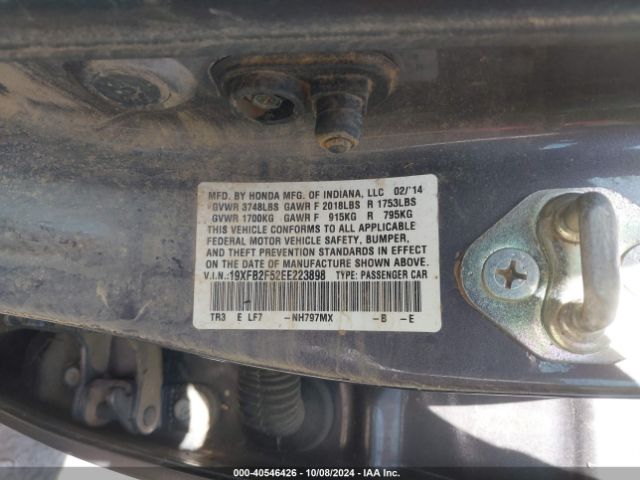 MFD. BY HONDA MFG. OF INDIANA, LLC 02/'14
GVWR 3748LBS GAWR F 2018LBS R 1753LBS
GVWR 1700KG GAWR F 915KG R 795KG
THIS VEHICLE CONFORMS TO ALL APPLICABLE
FEDERAL MOTOR VEHICLE SAFETY, BUMPER,
AND THEFT PREVENTION STANDARDS IN EFFECT
ON THE DATE OF MANUFACTURE SHOWN ABOVE.
V.I.N.:19XFB2F52EE223898 TYPE: PASSENGER CAR
TR3 E LF7 -NH797MX -B -E
000-40546426 - 10/08/2024 - IAA Inc.